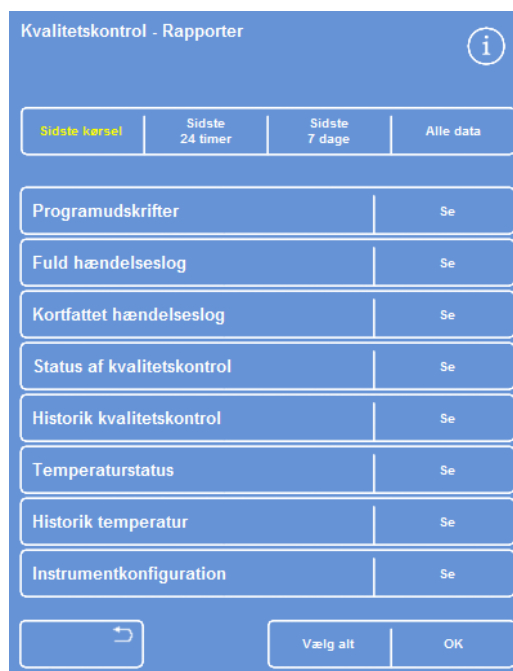 Kvalitetskontrol - Rapporter
i
Sidste kørsel
Sidste
24 timer
Sidste
7 dage
Alle data
Programudskrifter
Se
Fuld hændelseslog
Se
Kortfattet hændelseslog
Se
Status af kvalitetskontrol
Se
Historik kvalitetskontrol
Se
Temperaturstatus
Se
Historik temperatur
Se
Instrumentkonfiguration
Se
Vælg alt
OK